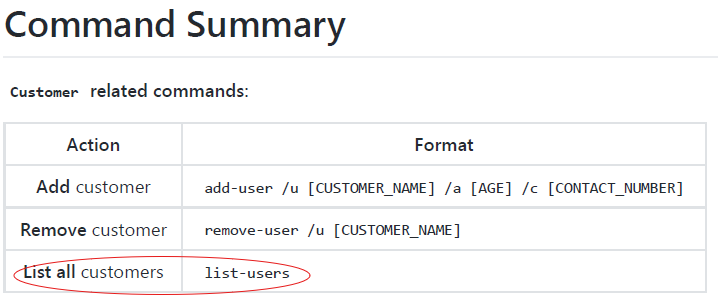 Command Summary
Customer related commands:
Action Format
Add customer add-user /u [CUSTOMER_NAME] /a [AGE] /c [CONTACT_NUMBER]
Remove customer remove-user /u [CUSTOMER_NAME]
List all customers list-users